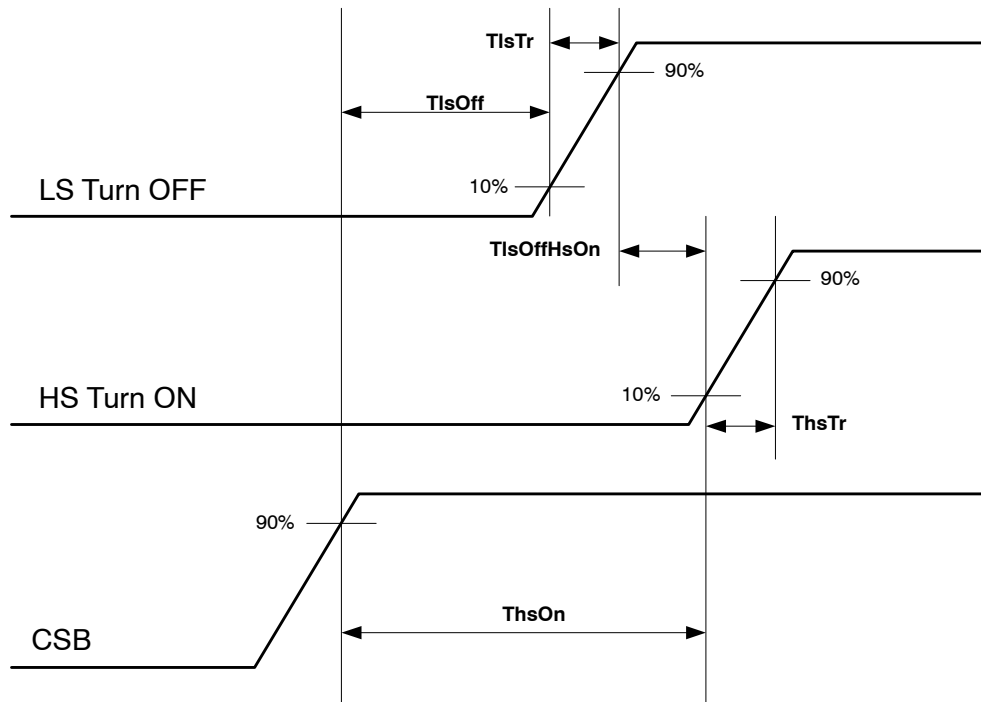 TlsTr
90%
TlsOff
10%
LS Turn OFF
TlsOffHsOn
90%
10%
HS Turn ON
ThsTr
90%
ThsOn
CSB